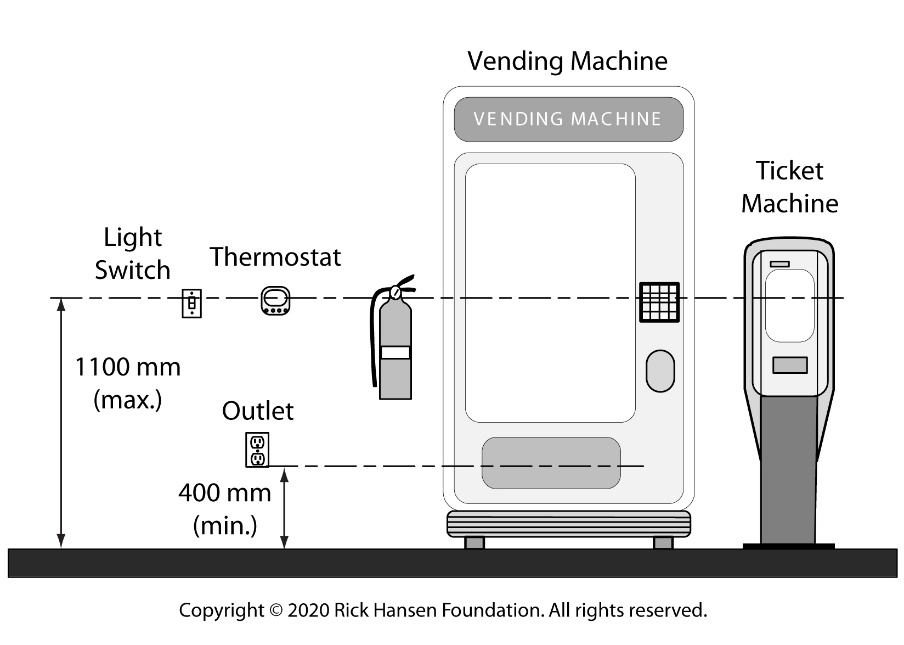 Vending Machine
VENDING MACHINE
Ticket
Machine
Light
Switch
Thermostat
1100 mm
(max.)
Outlet
400 mm
(min.)
Copyright © 2020 Rick Hansen Foundation. All rights reserved.